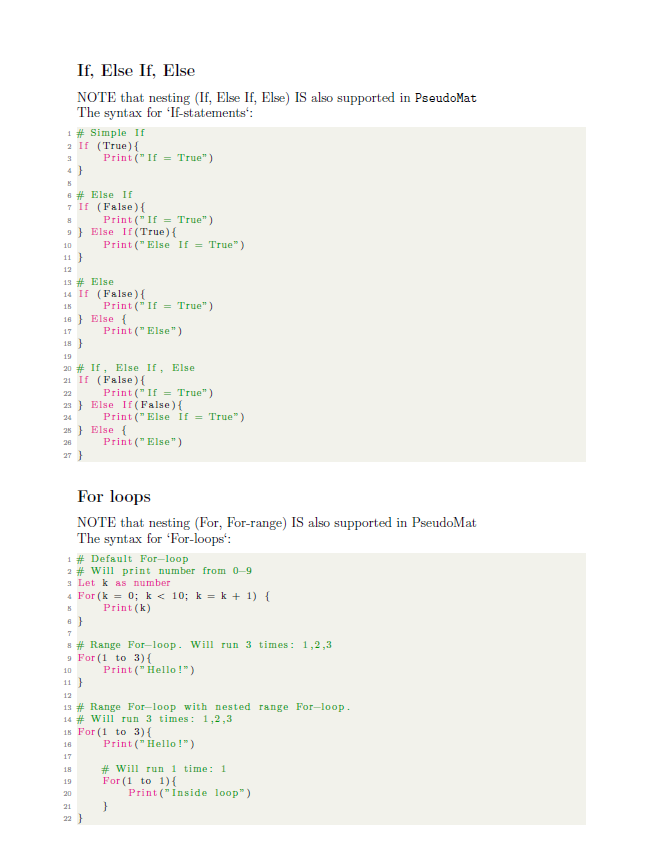 If, Else If, Else
NOTE that nesting (If, Else If, Else) IS also supported in PseudoMat
The syntax for ‘If-statements‘:
1 # Simple If
2 If (True){
3     Print("If = True")
4 }
5
6 # Else If
7 If (False){
8     Print("If = True")
9 } Else If(True){
10     Print("Else If = True")
11 }
12
13 # Else
14 If (False){
15     Print("If = True")
16 } Else {
17     Print("Else")
18 }
19
20 # If, Else If, Else
21 If (False){
22     Print("If = True")
23 } Else If(False){
24     Print("Else If = True")
25 } Else {
26     Print("Else")
27 }
For loops
NOTE that nesting (For, For-range) IS also supported in PseudoMat
The syntax for ‘For-loops‘:
1 # Default For−loop
2 # Will print number from 0−9
3 Let k as number
4 For(k = 0; k < 10; k = k + 1) {
5     Print(k)
6 }
7
8 # Range For−loop. Will run 3 times: 1,2,3
9 For(1 to 3){
10     Print("Hello!")
11 }
12
13 # Range For−loop with nested range For−loop.
14 # Will run 3 times: 1,2,3
15 For(1 to 3){
16     Print("Hello!")
17
18     # Will run 1 time: 1
19     For(1 to 1){
20         Print("Inside loop")
21     }
22 }